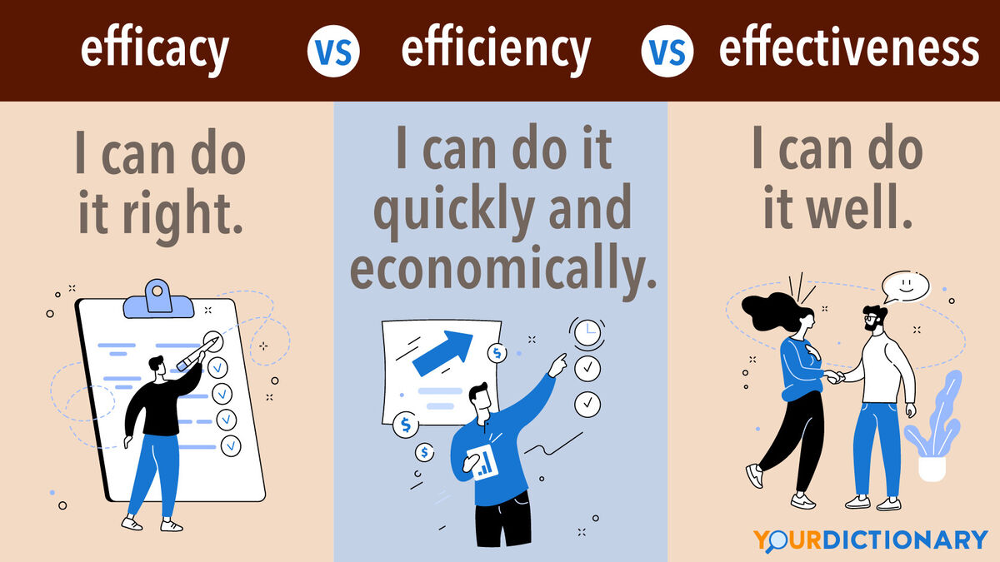 efficacy vs efficiency vs effectiveness
I can do
it right.
I can do it
quickly and
economically.
I can do
it well.
$
$
$
YOURDICTIONARY